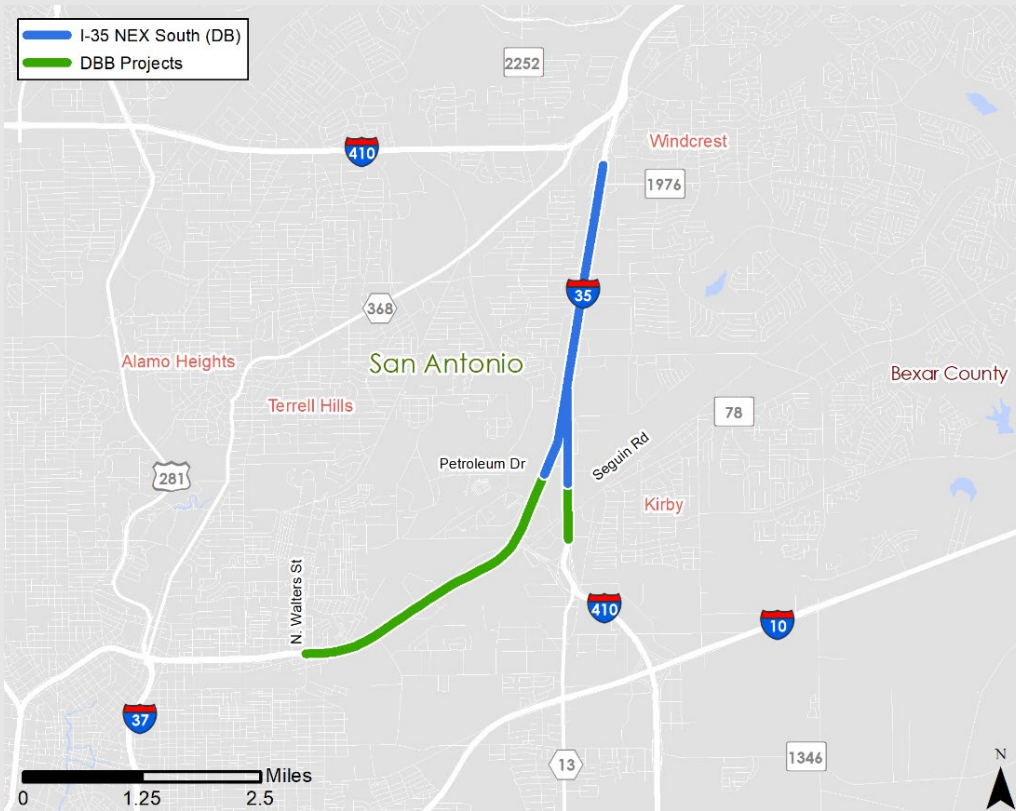 I-35 NEX South (DB)
DBB Projects
2252
410
Windcrest
1976
35
368
Alamo Heights
San Antonio
Bexar County
Terrell Hills
78
Petroleum Dr
Seguin Rd
281
Kirby
N. Walters St
410
10
37
13
1346
N
Miles
0 1.25 2.5